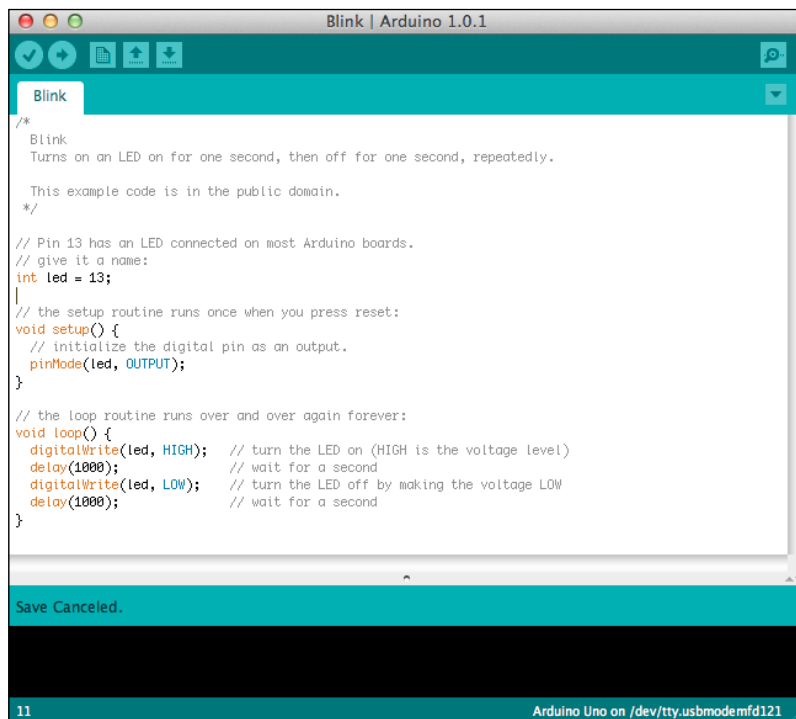 Blink | Arduino 1.0.1
Blink
/*
  Blink
  Turns on an LED on for one second, then off for one second, repeatedly.

  This example code is in the public domain.
 */

// Pin 13 has an LED connected on most Arduino boards.
// give it a name:
int led = 13;

// the setup routine runs once when you press reset:
void setup() {
  // initialize the digital pin as an output.
  pinMode(led, OUTPUT);
}

// the loop routine runs over and over again forever:
void loop() {
  digitalWrite(led, HIGH);   // turn the LED on (HIGH is the voltage level)
  delay(1000);               // wait for a second
  digitalWrite(led, LOW);    // turn the LED off by making the voltage LOW
  delay(1000);               // wait for a second
}
Save Canceled.
11 Arduino Uno on /dev/tty.usbmodemfd121